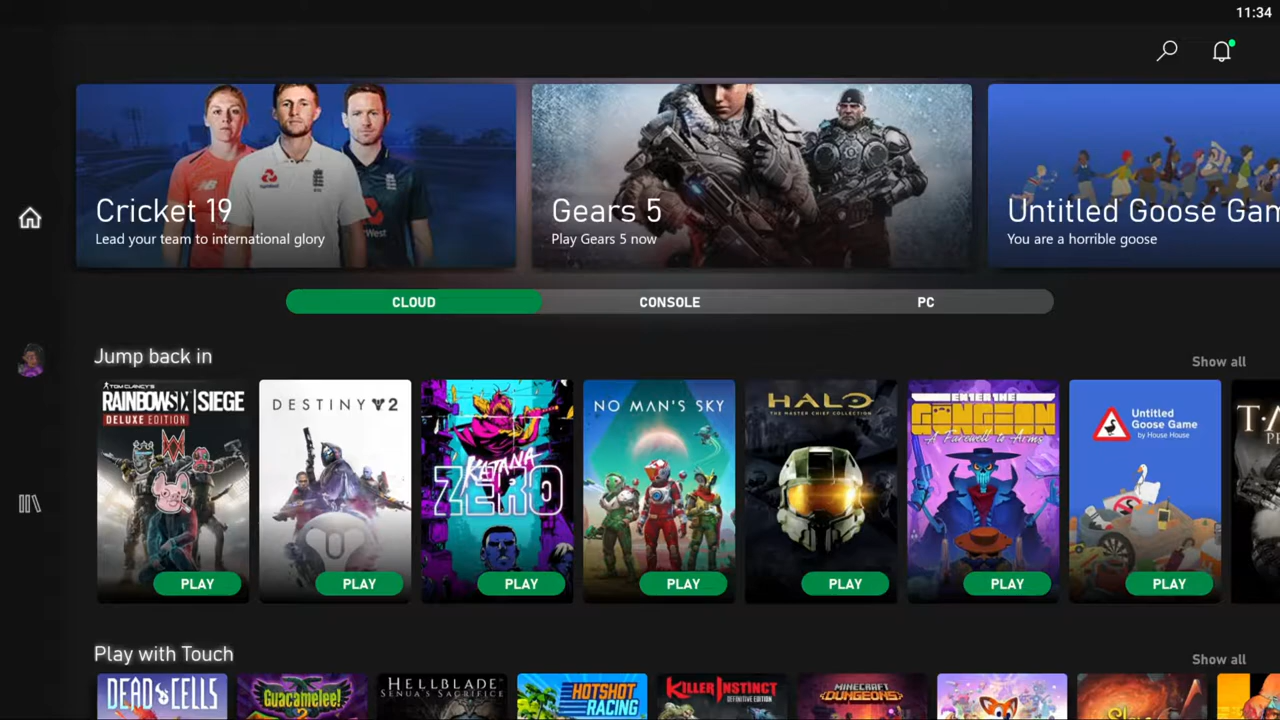 11:34
Cricket 19
Lead your team to international glory
Gears 5
Play Gears 5 now
Untitled Goose Gam
You are a horrible goose
CLOUD
CONSOLE
PC
Jump back in
Show all
TOM CLANCY'S
RAINBOWSIX|SIEGE
DELUXE EDITION
DESTINY 2
KATANA
ZERO
NO MAN'S SKY
HALO
THE MASTER CHIEF COLLECTION
ENTER THE
GUNGEON
A Farewell to Arms
Untitled
Goose Game
by House House
PLAY
PLAY
PLAY
PLAY
PLAY
PLAY
PLAY
Play with Touch
Show all
DEAD CELLS
Guacamelee!
2
HELLBLADE
SENUA'S SACRIFICE
HOTSHOT
RACING
KILLER INSTINCT
DEFINITIVE EDITION
MINECRAFT
DUNGEONS